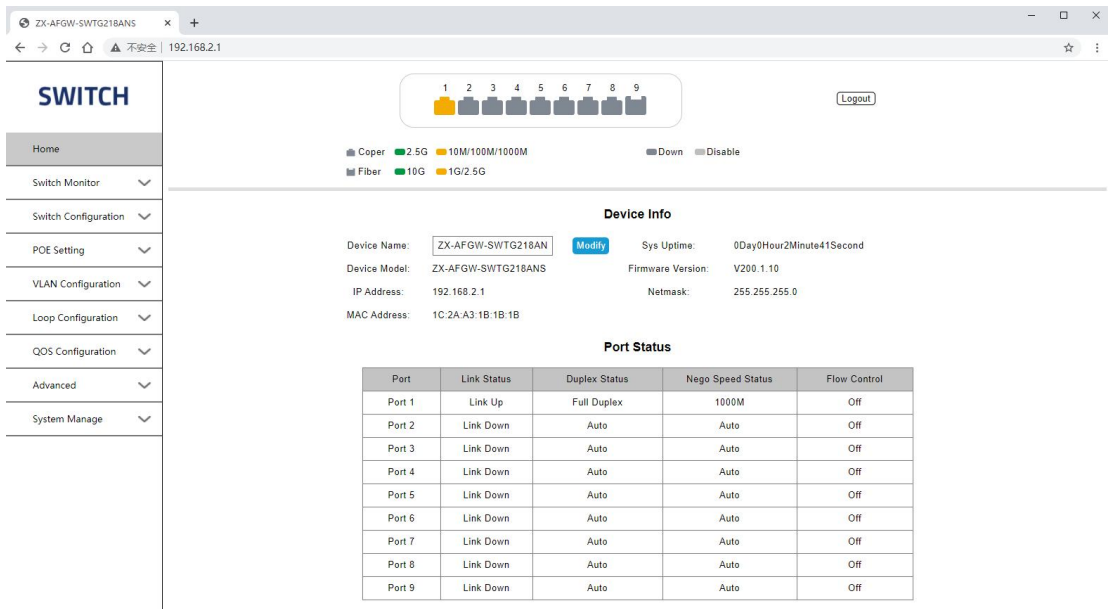 ZX-AFGW-SWTG218ANS
不安全 192.168.2.1
SWITCH
Home
Switch Monitor
Switch Configuration
POE Setting
VLAN Configuration
Loop Configuration
QOS Configuration
Advanced
System Manage
1 2 3 4 5 6 7 8 9
Logout
Coper 2.5G 10M/100M/1000M Down Disable
Fiber 10G 1G/2.5G
Device Info
Device Name: ZX-AFGW-SWTG218AN Modify Sys Uptime: 0Day0Hour2Minute41Second
Device Model: ZX-AFGW-SWTG218ANS Firmware Version: V200.1.10
IP Address: 192.168.2.1 Netmask: 255.255.255.0
MAC Address: 1C:2A:A3:1B:1B:1B
Port Status
Port Link Status Duplex Status Nego Speed Status Flow Control
Port 1 Link Up Full Duplex 1000M Off
Port 2 Link Down Auto Auto Off
Port 3 Link Down Auto Auto Off
Port 4 Link Down Auto Auto Off
Port 5 Link Down Auto Auto Off
Port 6 Link Down Auto Auto Off
Port 7 Link Down Auto Auto Off
Port 8 Link Down Auto Auto Off
Port 9 Link Down Auto Auto Off